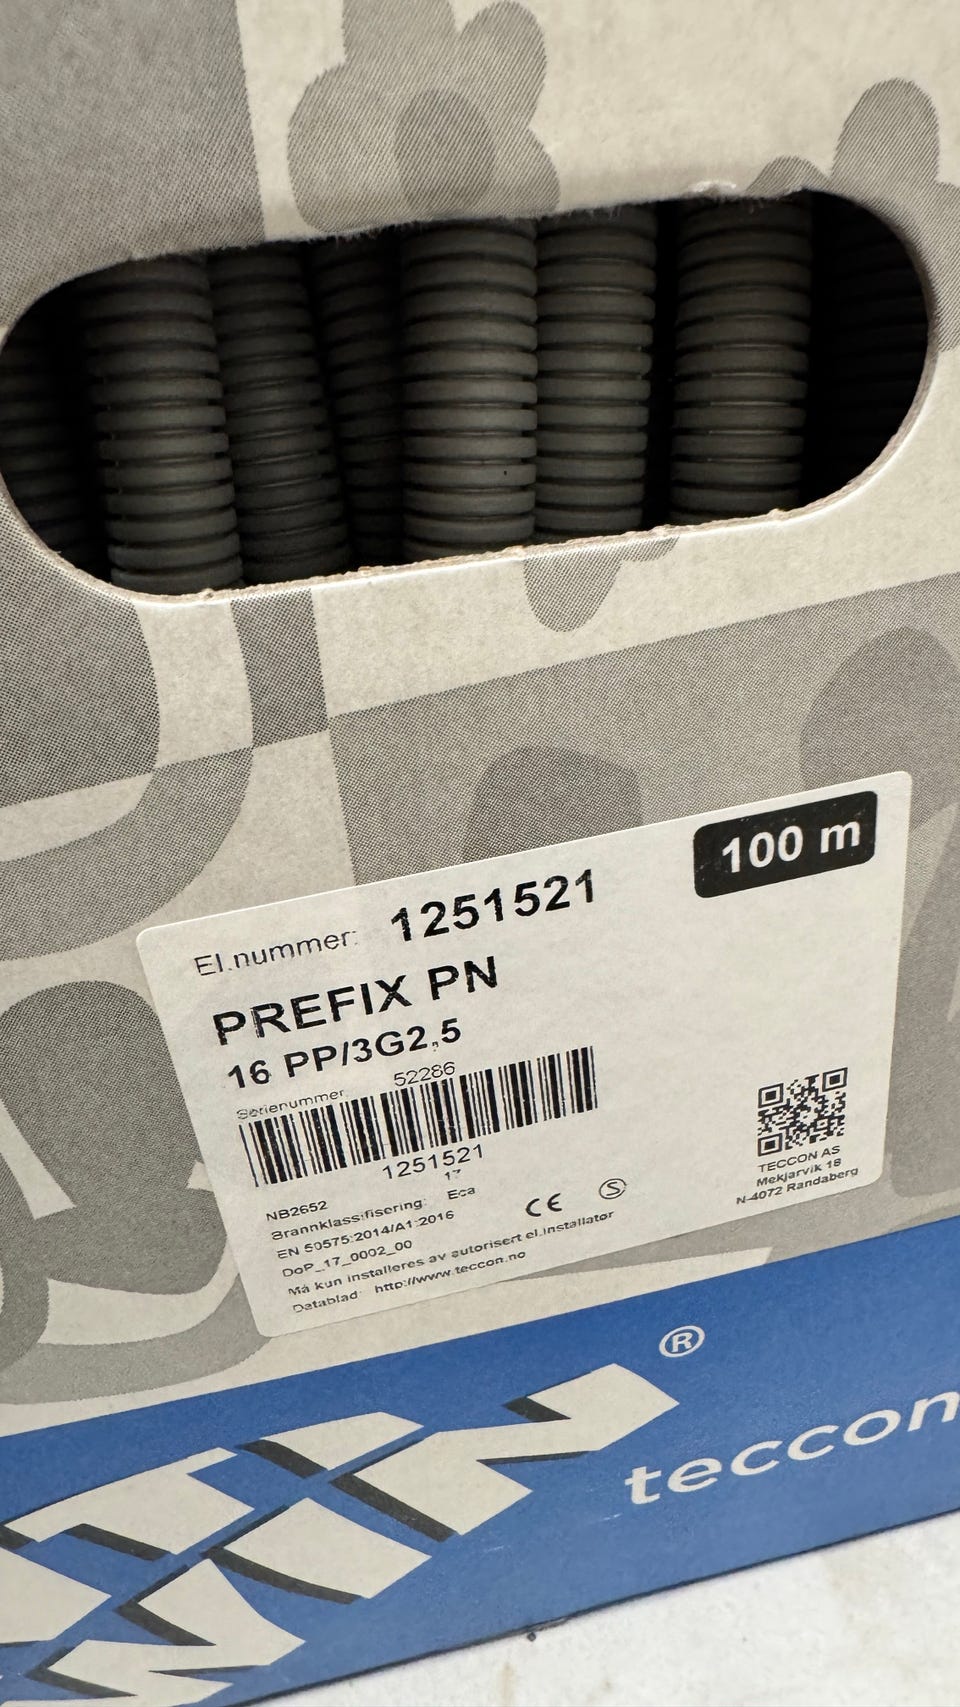 100 m
El.nummer: 1251521
PREFIX PN
16 PP/3G2,5
Serienummer 52286
1251521
17
NB2652
Brannklassifisering: Eca
EN 50575:2014/A1:2016
DoP_17_0002_00
CE S
Må kun installeres av autorisert el.installatør
Datablad: http://www.teccon.no
TECCON AS
Mekjarvik 18
N-4072 Randaberg
®
teccon